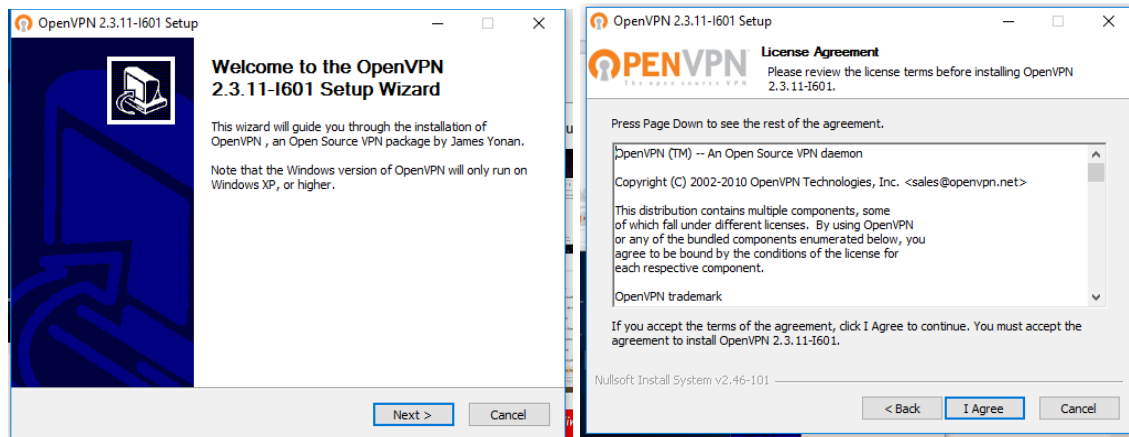 OpenVPN 2.3.11-I601 Setup
Welcome to the OpenVPN
2.3.11-I601 Setup Wizard
This wizard will guide you through the installation of
OpenVPN , an Open Source VPN package by James Yonan.
Note that the Windows version of OpenVPN will only run on
Windows XP, or higher.
Next >
Cancel
OpenVPN 2.3.11-I601 Setup
OPENVPN
The open source VPN
License Agreement
Please review the license terms before installing OpenVPN
2.3.11-I601.
Press Page Down to see the rest of the agreement.
OpenVPN (TM) -- An Open Source VPN daemon
Copyright (C) 2002-2010 OpenVPN Technologies, Inc. <sales@openvpn.net>
This distribution contains multiple components, some
of which fall under different licenses. By using OpenVPN
or any of the bundled components enumerated below, you
agree to be bound by the conditions of the license for
each respective component.
OpenVPN trademark
If you accept the terms of the agreement, click I Agree to continue. You must accept the
agreement to install OpenVPN 2.3.11-I601.
Nullsoft Install System v2.46-101
< Back
I Agree
Cancel